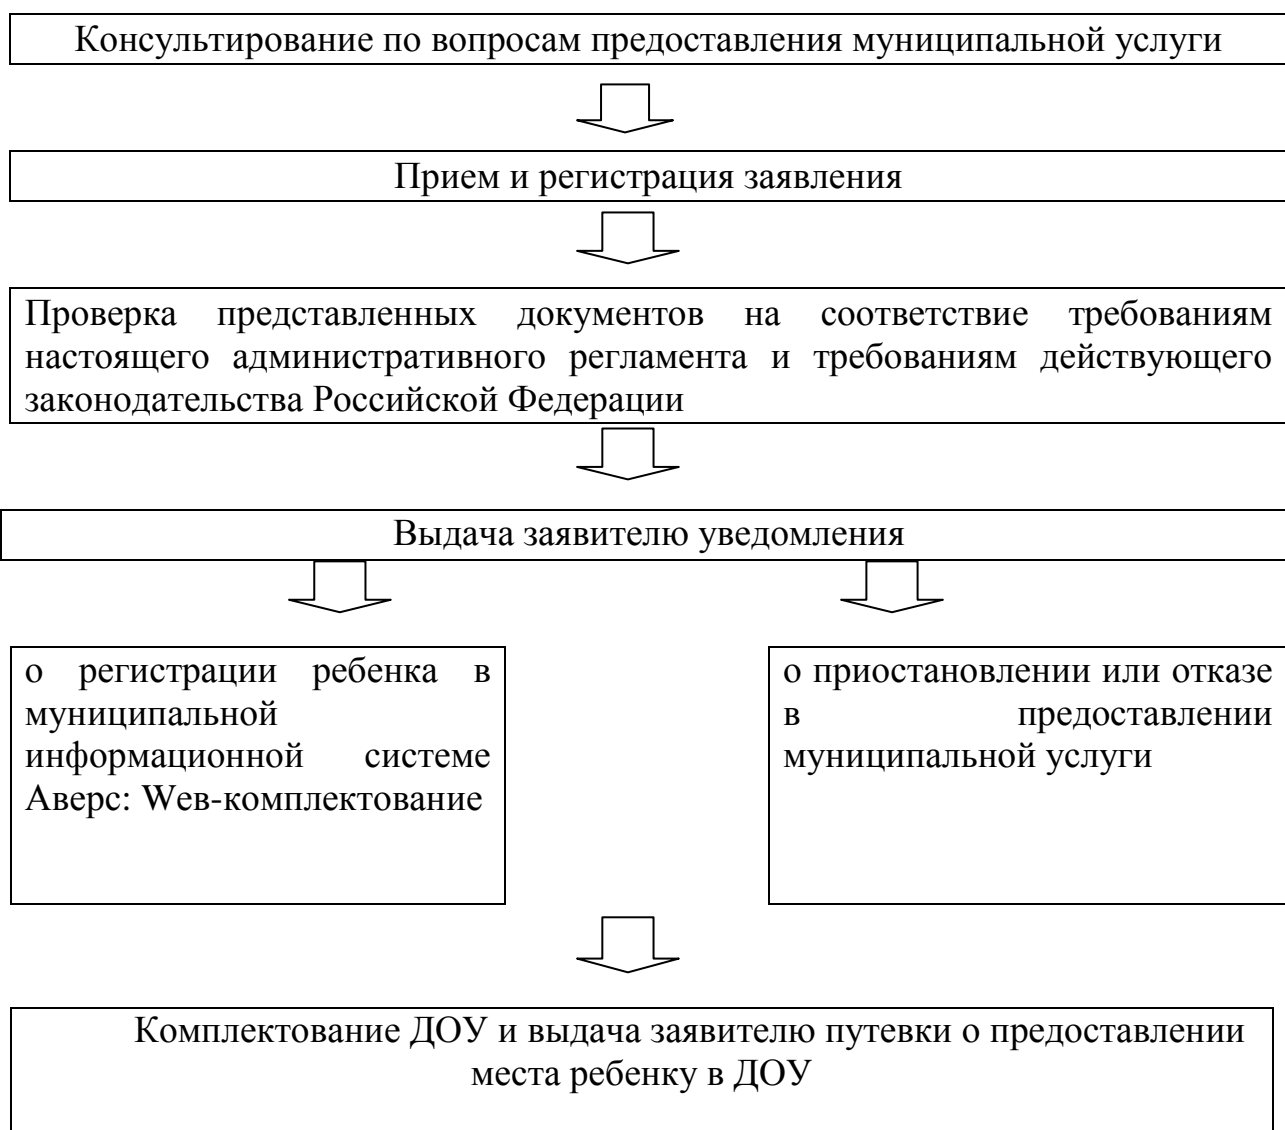 Консультирование по вопросам предоставления муниципальной услуги
Прием и регистрация заявления
Проверка представленных документов на соответствие требованиям
настоящего административного регламента и требованиям действующего
законодательства Российской Федерации
Выдача заявителю уведомления
о регистрации ребенка в
муниципальной
информационной системе
Аверс: Wев-комплектование
о приостановлении или отказе
в предоставлении
муниципальной услуги
Комплектование ДОУ и выдача заявителю путевки о предоставлении
места ребенку в ДОУ